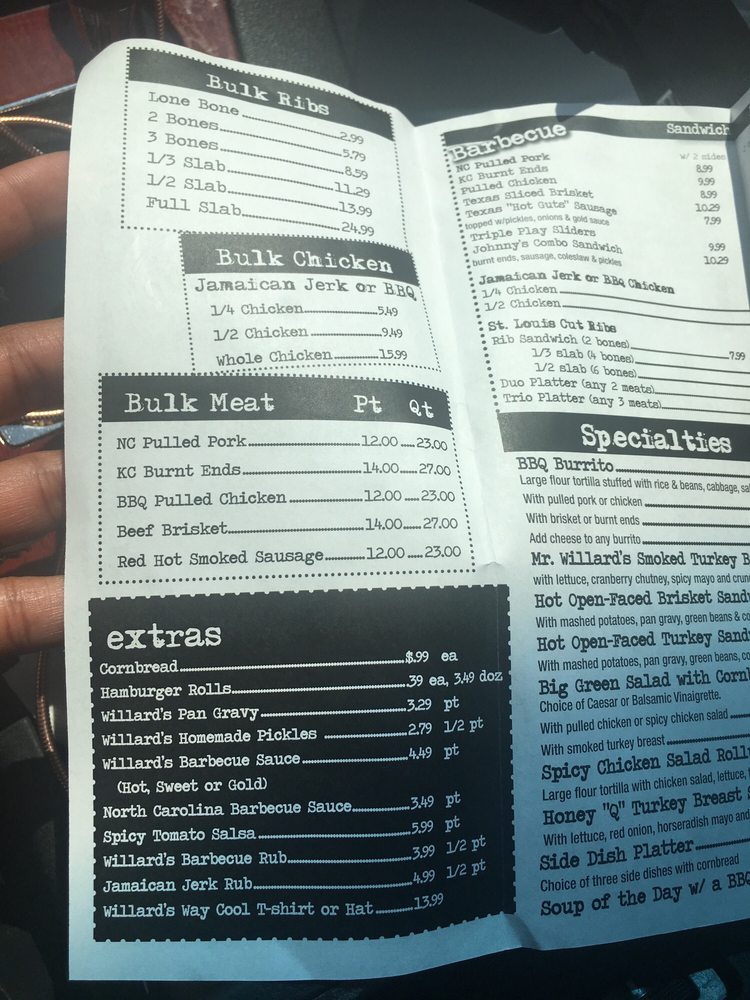 Bulk Ribs
Lone Bone 2.99
2 Bones 5.79
3 Bones 8.59
1/3 Slab 11.29
1/2 Slab 13.99
Full Slab 24.99
Bulk Chicken
Jamaican Jerk or BBQ
1/4 Chicken 5.49
1/2 Chicken 9.49
Whole Chicken 15.99
Bulk Meat Pt Qt
NC Pulled Pork 12.00 23.00
KC Burnt Ends 14.00 27.00
BBQ Pulled Chicken 12.00 23.00
Beef Brisket 14.00 27.00
Red Hot Smoked Sausage 12.00 23.00
extras
Cornbread $.99 ea
Hamburger Rolls .39 ea, 3.49 doz
Willard's Pan Gravy 3.29 pt
Willard's Homemade Pickles 2.79 1/2 pt
Willard's Barbecue Sauce 4.49 pt
(Hot, Sweet or Gold)
North Carolina Barbecue Sauce 3.49 pt
Spicy Tomato Salsa 5.99 pt
Willard's Barbecue Rub 3.99 1/2 pt
Jamaican Jerk Rub 4.99 1/2 pt
Willard's Way Cool T-shirt or Hat 13.99
Barbecue Sandwich
w/ 2 sides
NC Pulled Pork 8.99
KC Burnt Ends 9.99
Pulled Chicken 8.99
Texas Sliced Brisket 10.29
Texas "Hot Guts" Sausage 7.99
topped w/pickles, onions & gold sauce
Triple Play Sliders 9.99
Johnny's Combo Sandwich 10.29
burnt ends, sausage, coleslaw & pickles
Jamaican Jerk or BBQ Chicken
1/4 Chicken
1/2 Chicken
St. Louis Cut Ribs
Rib Sandwich (2 bones) 7.99
1/3 slab (4 bones)
1/2 slab (6 bones)
Duo Platter (any 2 meats)
Trio Platter (any 3 meats)
Specialties
BBQ Burrito
Large flour tortilla stuffed with rice & beans, cabbage,
With pulled pork or chicken
With brisket or burnt ends
Add cheese to any burrito
Mr. Willard's Smoked Turkey
with lettuce, cranberry chutney, spicy mayo and
Hot Open-Faced Brisket
With mashed potatoes, pan gravy, green beans &
Hot Open-Faced Turkey
With mashed potatoes, pan gravy, green beans,
Big Green Salad with
Choice of Caesar or Balsamic Vinaigrette.
With pulled chicken or spicy chicken salad
With smoked turkey breast
Spicy Chicken Salad
Large flour tortilla with chicken salad, lettuce,
Honey "Q" Turkey Breast
With lettuce, red onion, horseradish mayo and
Side Dish Platter
Choice of three side dishes with cornbread
Soup of the Day w/ a BBQ